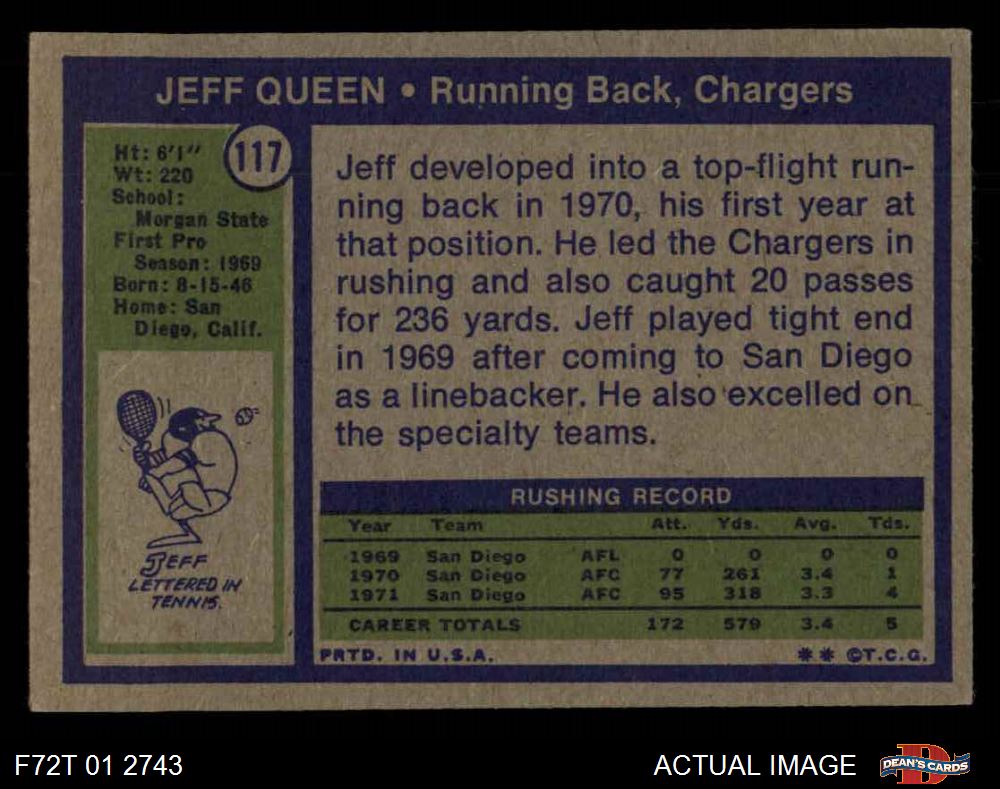 JEFF QUEEN • Running Back, Chargers
117
Ht: 6'1"
Wt: 220
School:
Morgan State
First Pro
Season: 1969
Born: 8-15-46
Home: San
Diego, Calif.
JEFF
LETTERED IN
TENNIS.
Jeff developed into a top-flight run-
ning back in 1970, his first year at
that position. He led the Chargers in
rushing and also caught 20 passes
for 236 yards. Jeff played tight end
in 1969 after coming to San Diego
as a linebacker. He also excelled on
the specialty teams.
RUSHING RECORD
Year Team Att. Yds. Avg. Tds.
1969 San Diego AFL 0 0 0 0
1970 San Diego AFC 77 261 3.4 1
1971 San Diego AFC 95 318 3.3 4
CAREER TOTALS 172 579 3.4 5
PRTD. IN U.S.A. ** ©T.C.G.
F72T 01 2743 ACTUAL IMAGE DEAN'S CARDS